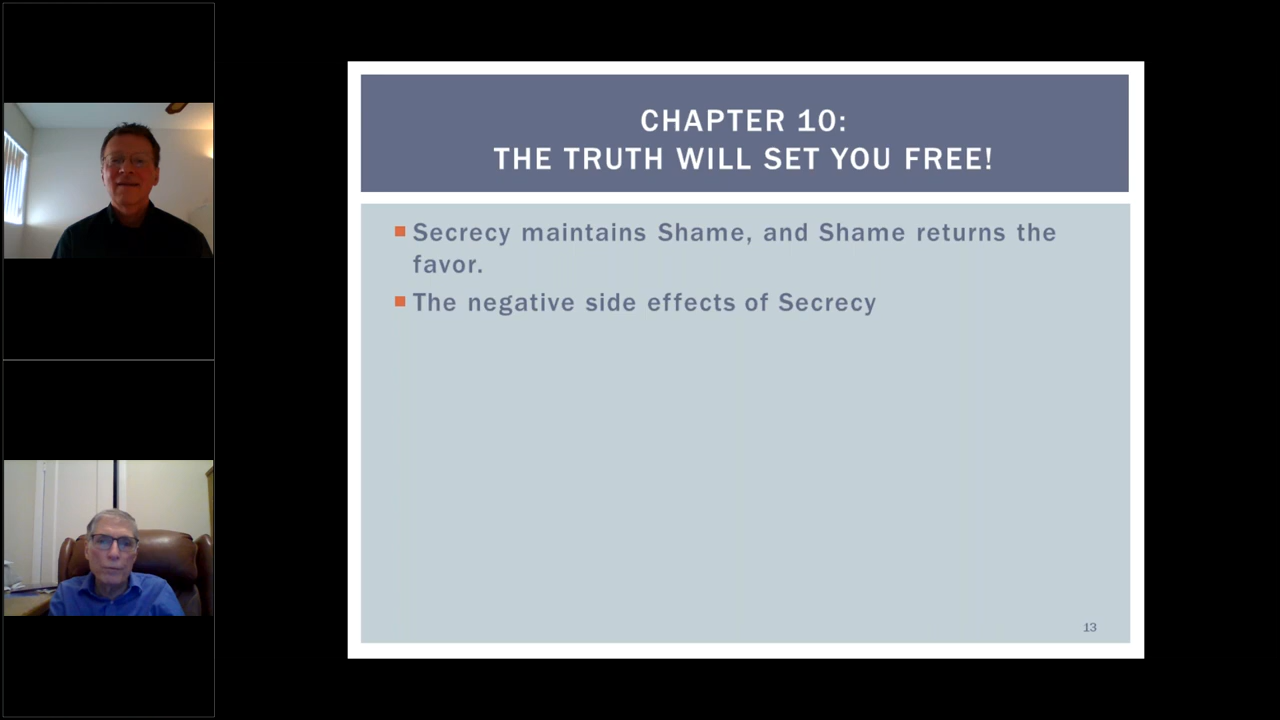 CHAPTER 10:
THE TRUTH WILL SET YOU FREE!
Secrecy maintains Shame, and Shame returns the
favor.
The negative side effects of Secrecy
13